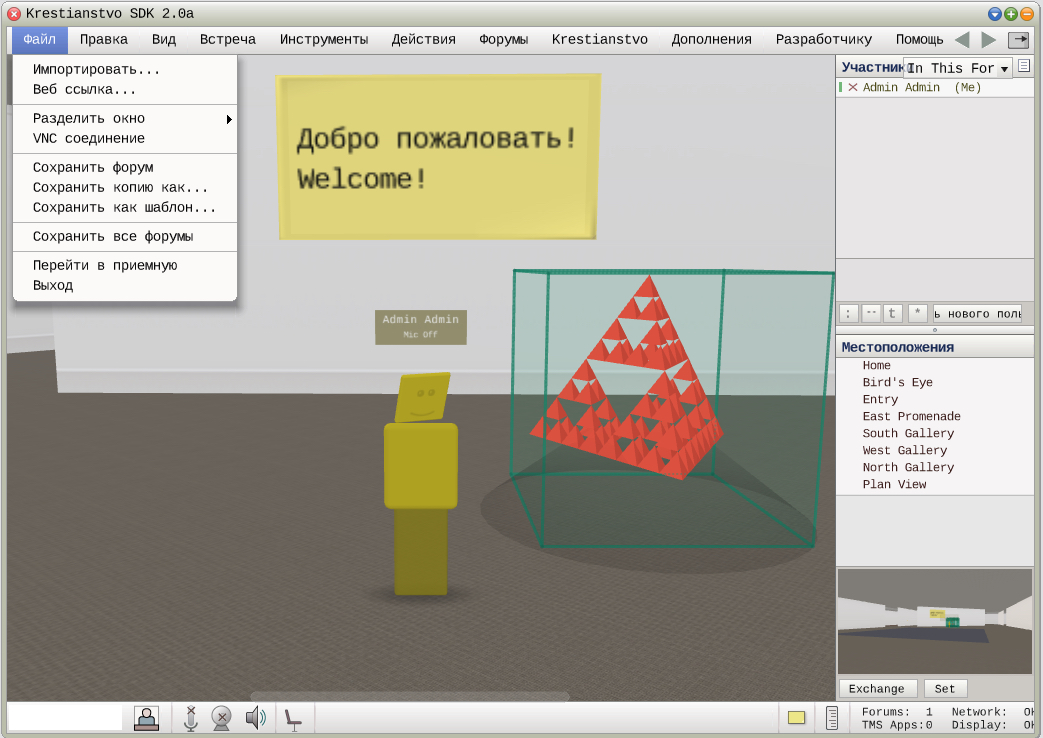 Krestianstvo SDK 2.0a
Файл Правка Вид Встреча Инструменты Действия Форумы Krestianstvo Дополнения Разработчику Помощь
Импортировать...
Веб ссылка...
Разделить окно
VNC соединение
Сохранить форум
Сохранить копию как...
Сохранить как шаблон...
Сохранить все форумы
Перейти в приемную
Выход
Добро пожаловать!
Welcome!
Admin Admin
Mic Off
In This For
Admin Admin (Me)
: -- t * ь нового поль
Местоположения
Home
Bird's Eye
Entry
East Promenade
South Gallery
West Gallery
North Gallery
Plan View
Exchange Set
Forums: 1 Network:
TMS Apps:0 Display: